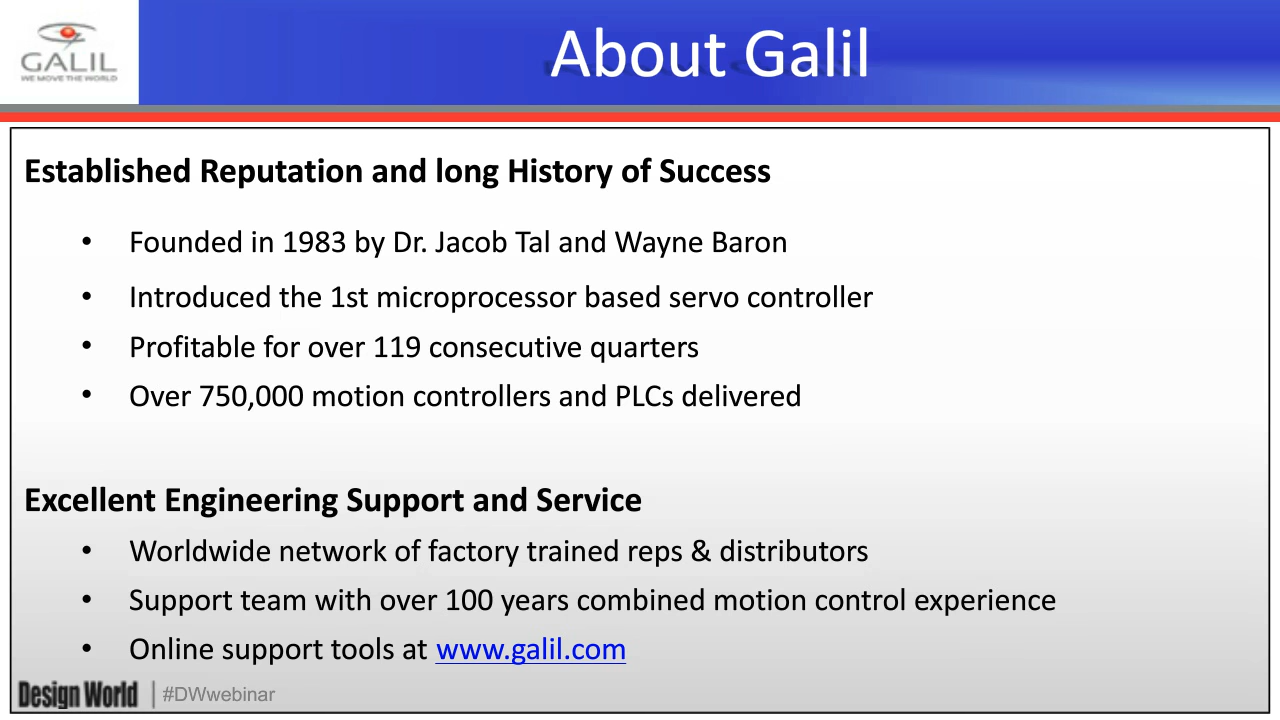 GALIL
WE MOVE THE WORLD
About Galil
Established Reputation and long History of Success
• Founded in 1983 by Dr. Jacob Tal and Wayne Baron
• Introduced the 1st microprocessor based servo controller
• Profitable for over 119 consecutive quarters
• Over 750,000 motion controllers and PLCs delivered
Excellent Engineering Support and Service
• Worldwide network of factory trained reps & distributors
• Support team with over 100 years combined motion control experience
• Online support tools at www.galil.com
Design World | #DWwebinar